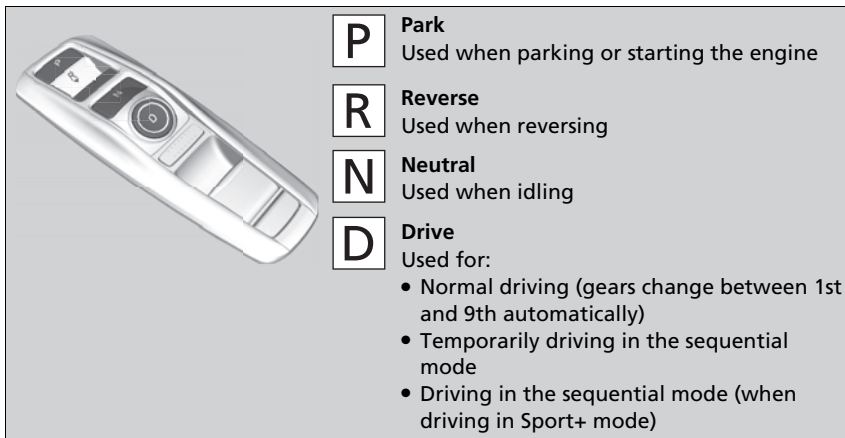 P
Park
Used when parking or starting the engine
R
Reverse
Used when reversing
N
Neutral
Used when idling
D
Drive
Used for:
● Normal driving (gears change between 1st
and 9th automatically)
● Temporarily driving in the sequential
mode
● Driving in the sequential mode (when
driving in Sport+ mode)
P
R
N
D